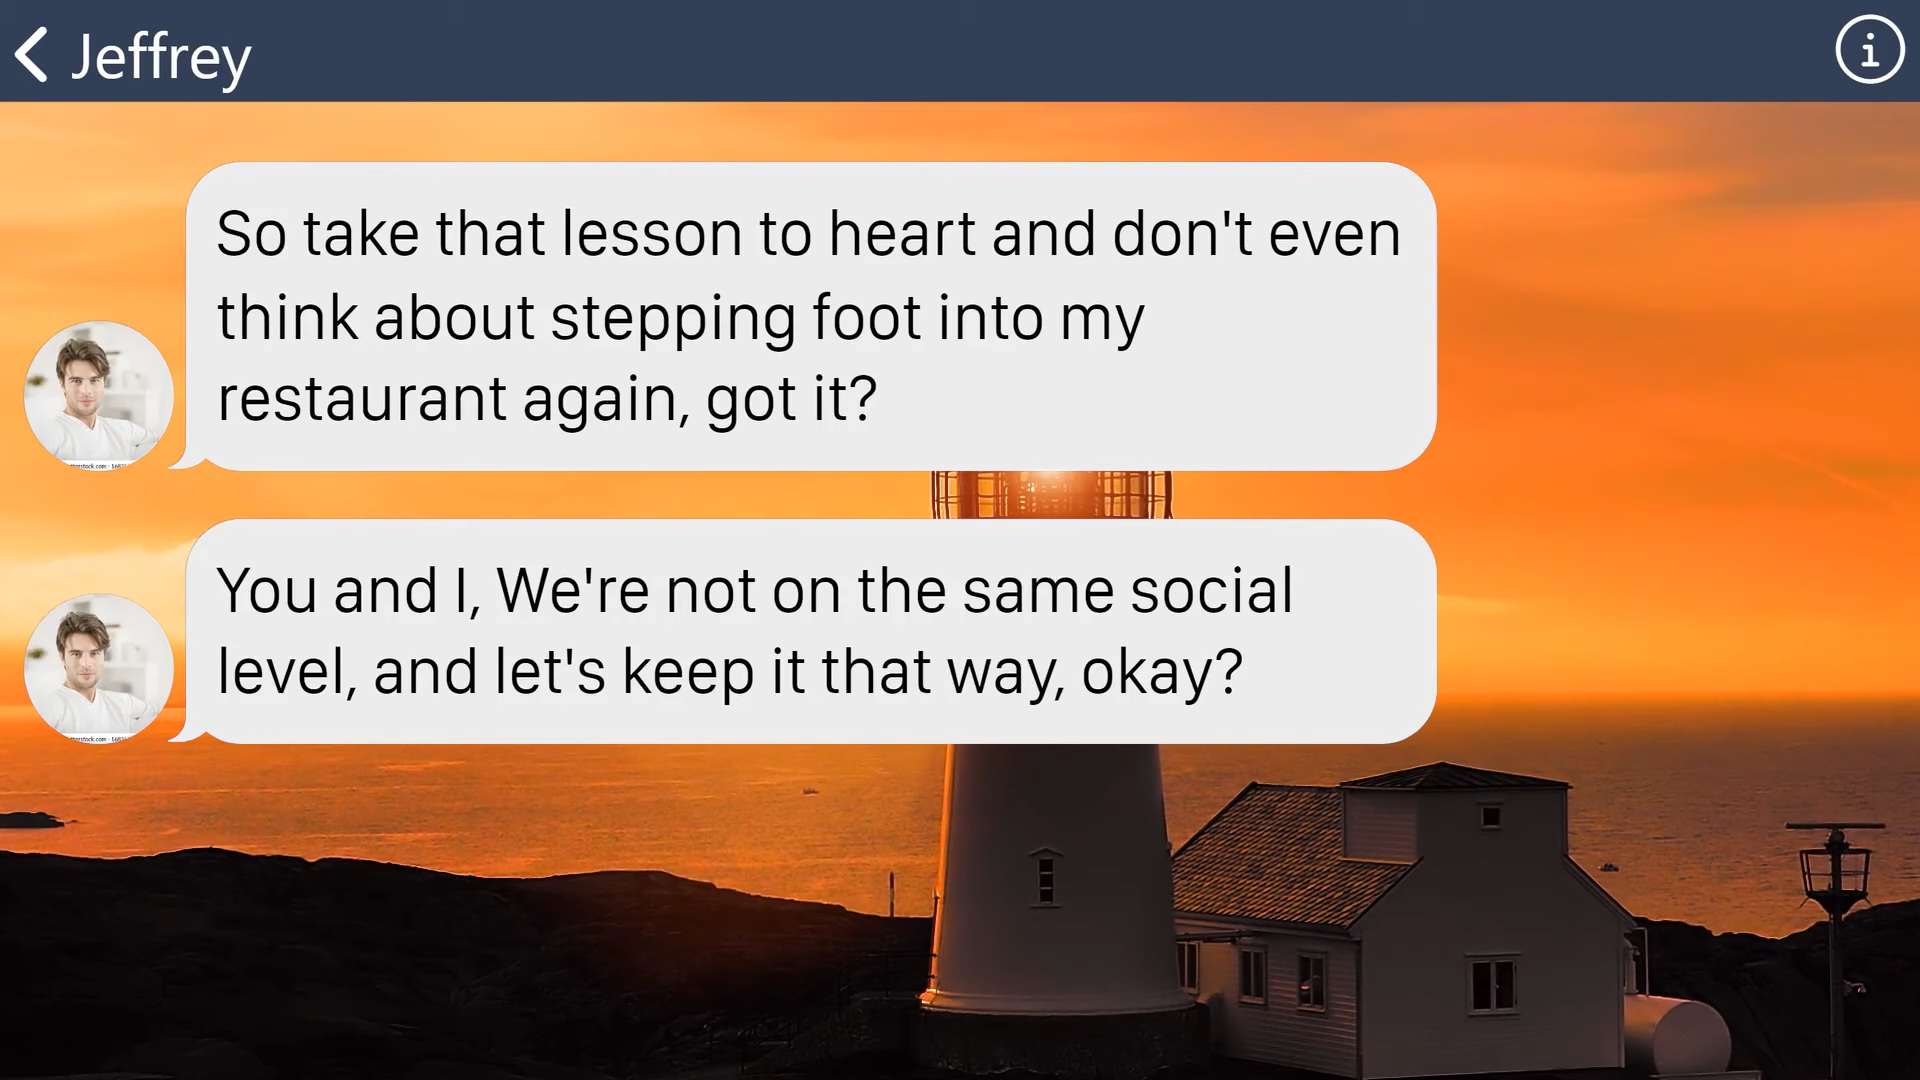 Jeffrey
So take that lesson to heart and don't even
think about stepping foot into my
restaurant again, got it?
You and I, We're not on the same social
level, and let's keep it that way, okay?